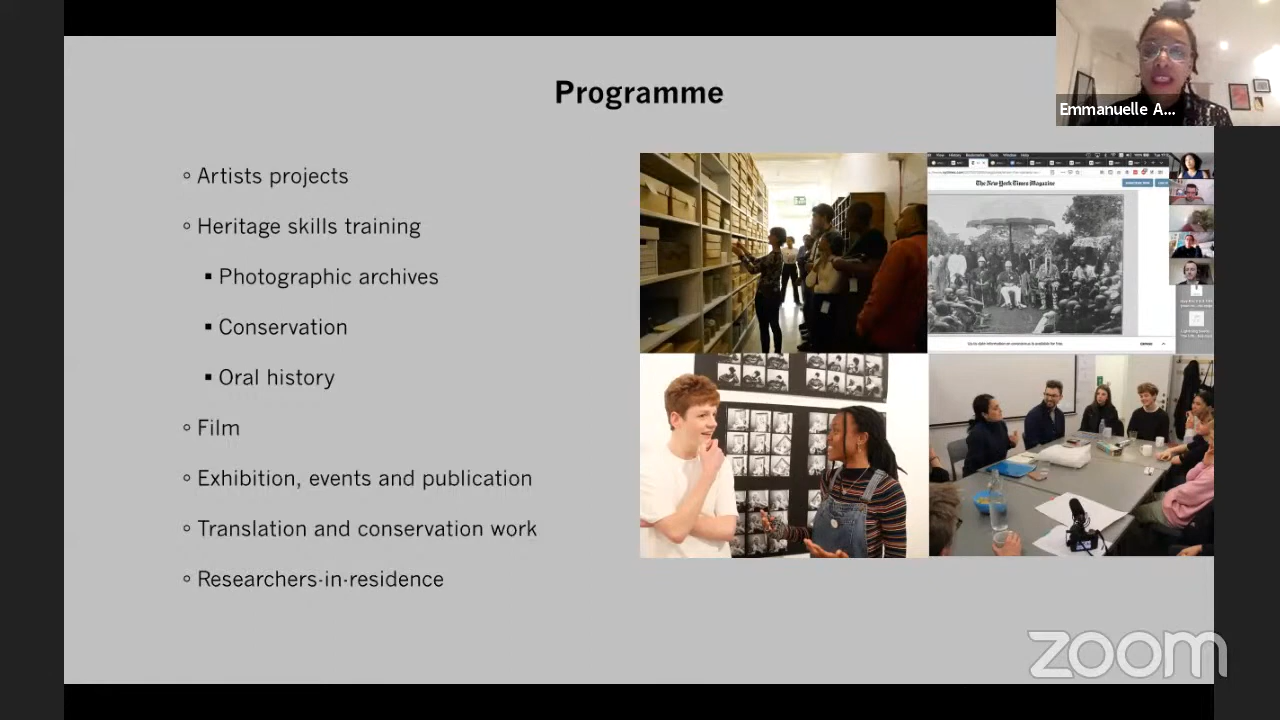 Programme
Emmanuelle A...
Artists projects
Heritage skills training
Photographic archives
Conservation
Oral history
Film
Exhibition, events and publication
Translation and conservation work
Researchers-in-residence
The New York Times Magazine
zoom